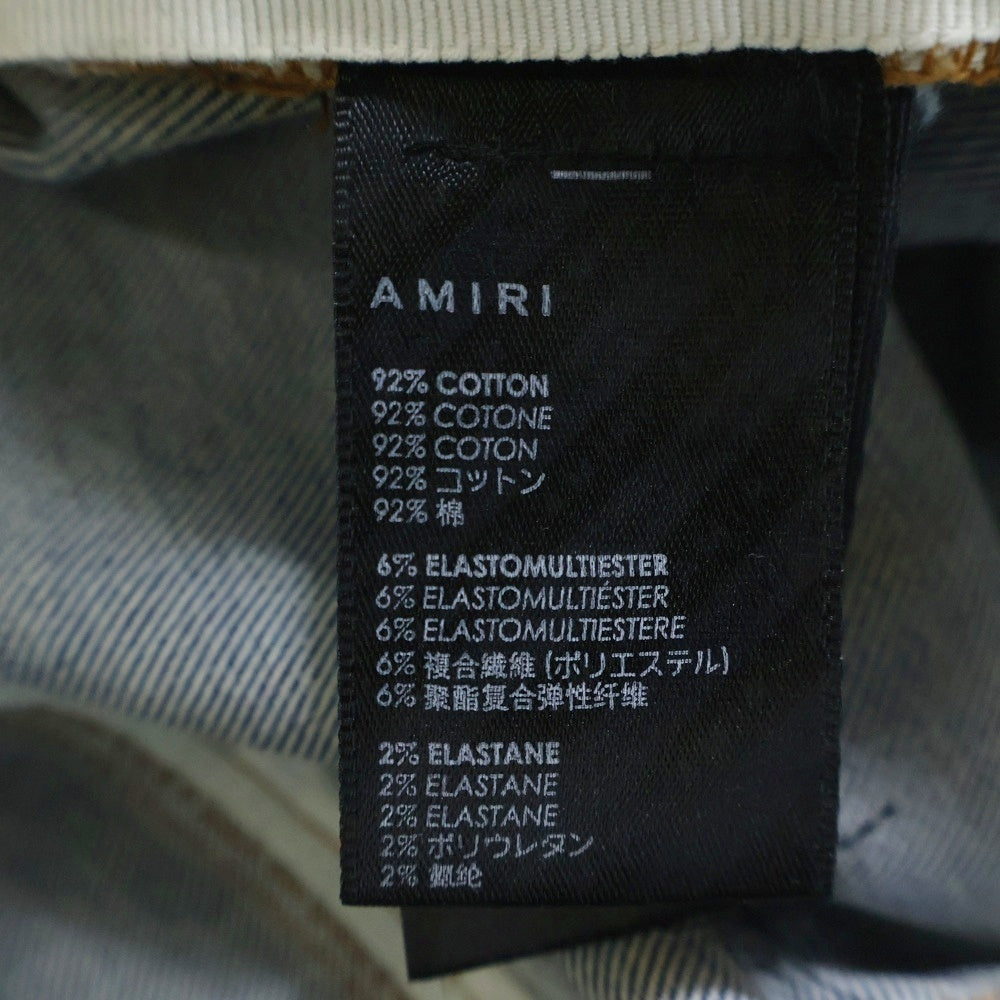 AMIRI
92% COTTON
92% COTONE
92% COTON
92% コットン
92% 棉
6% ELASTOMULTIESTER
6% ELASTOMULTIÉSTER
6% ELASTOMULTIESTERE
6% 複合繊維 (ポリエステル)
6% 聚酯复合弹性纤维
2% ELASTANE
2% ELASTANE
2% ELASTANE
2% ポリウレタン
2% 氨纶